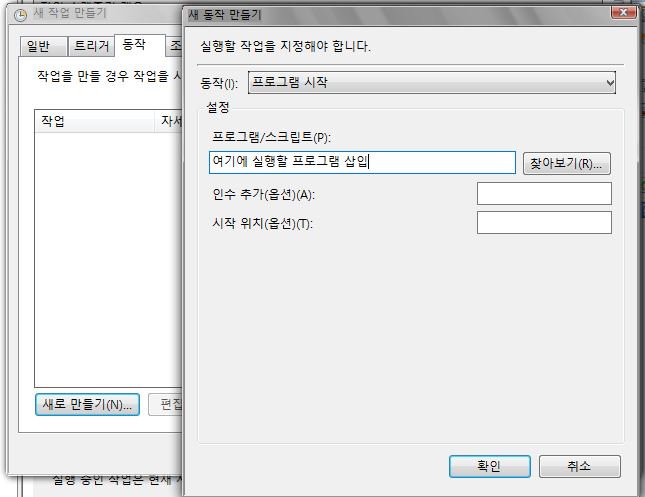 새 작업 만들기
일반
트리거
동작
조
작업을 만들 경우 작업을 시
작업
자세
새로 만들기(N)...
편집
실행 중인 작업은 현재 시
새 동작 만들기
실행할 작업을 지정해야 합니다.
동작(I):
프로그램 시작
설정
프로그램/스크립트(P):
여기에 실행할 프로그램 삽입
찾아보기(R)...
인수 추가(옵션)(A):
시작 위치(옵션)(T):
확인
취소